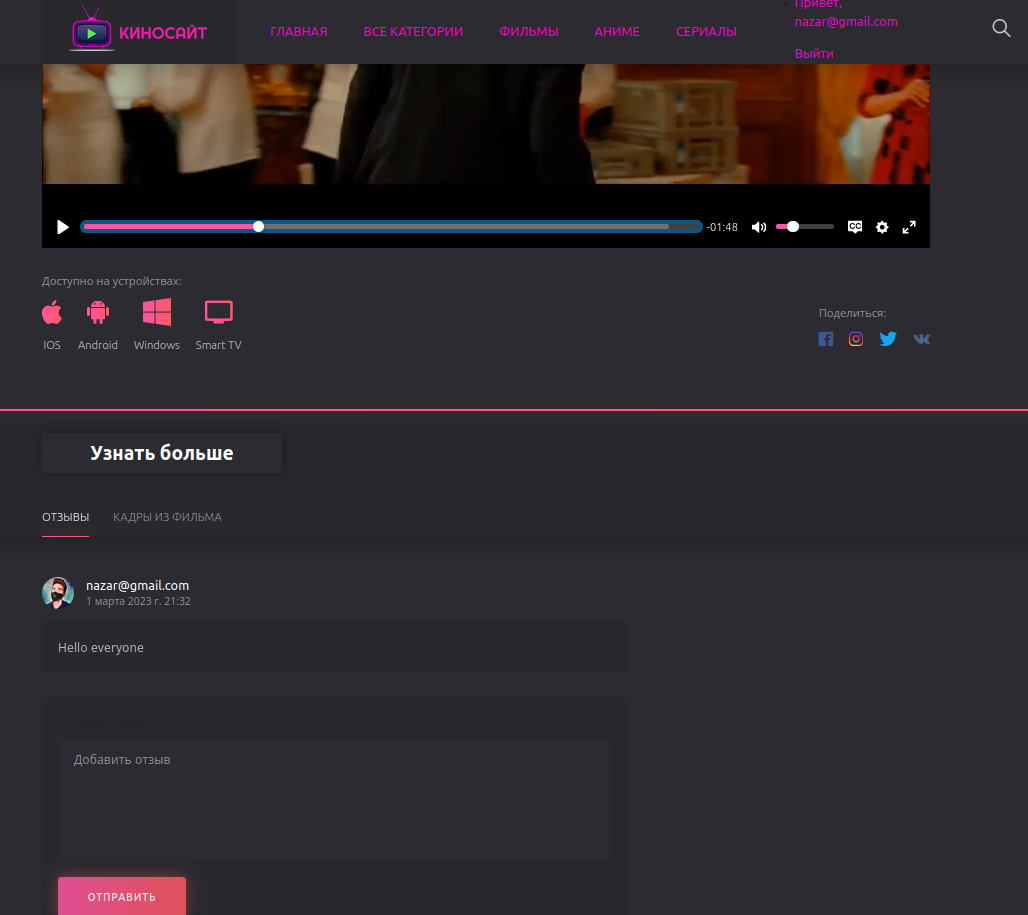 КИНОСАЙТ
ГЛАВНАЯ
ВСЕ КАТЕГОРИИ
ФИЛЬМЫ
АНИМЕ
СЕРИАЛЫ
Привет,
nazar@gmail.com
Выйти
-01:48
CC
Доступно на устройствах:
IOS
Android
Windows
Smart TV
Поделиться:
Узнать больше
ОТЗЫВЫ
КАДРЫ ИЗ ФИЛЬМА
nazar@gmail.com
1 марта 2023 г. 21:32
Hello everyone
Комментарии:
Добавить отзыв
ОТПРАВИТЬ